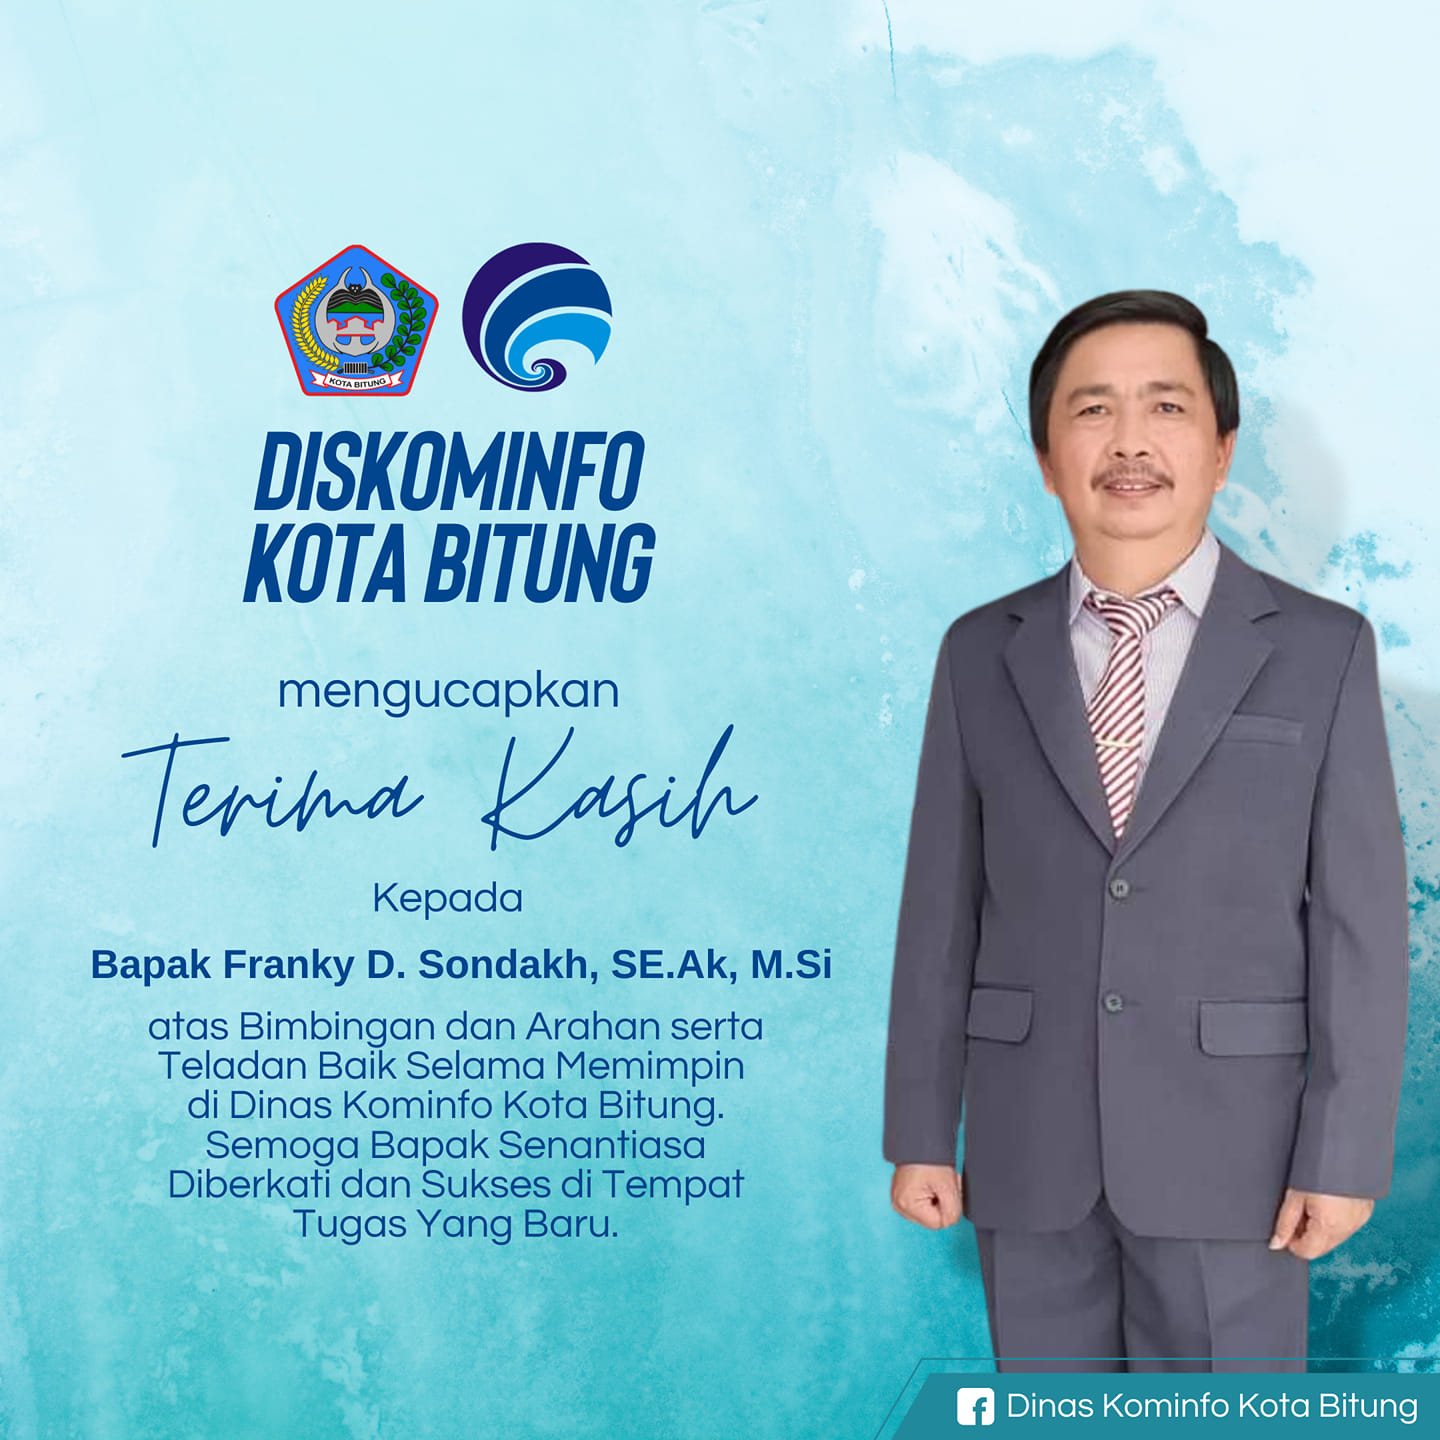 KOTA BITUNG
DISKOMINFO
KOTA BITUNG
mengucapkan
Terima Kasih
Kepada
Bapak Franky D. Sondakh, SE.Ak, M.Si
atas Bimbingan dan Arahan serta
Teladan Baik Selama Memimpin
di Dinas Kominfo Kota Bitung.
Semoga Bapak Senantiasa
Diberkati dan Sukses di Tempat
Tugas Yang Baru.
Dinas Kominfo Kota Bitung